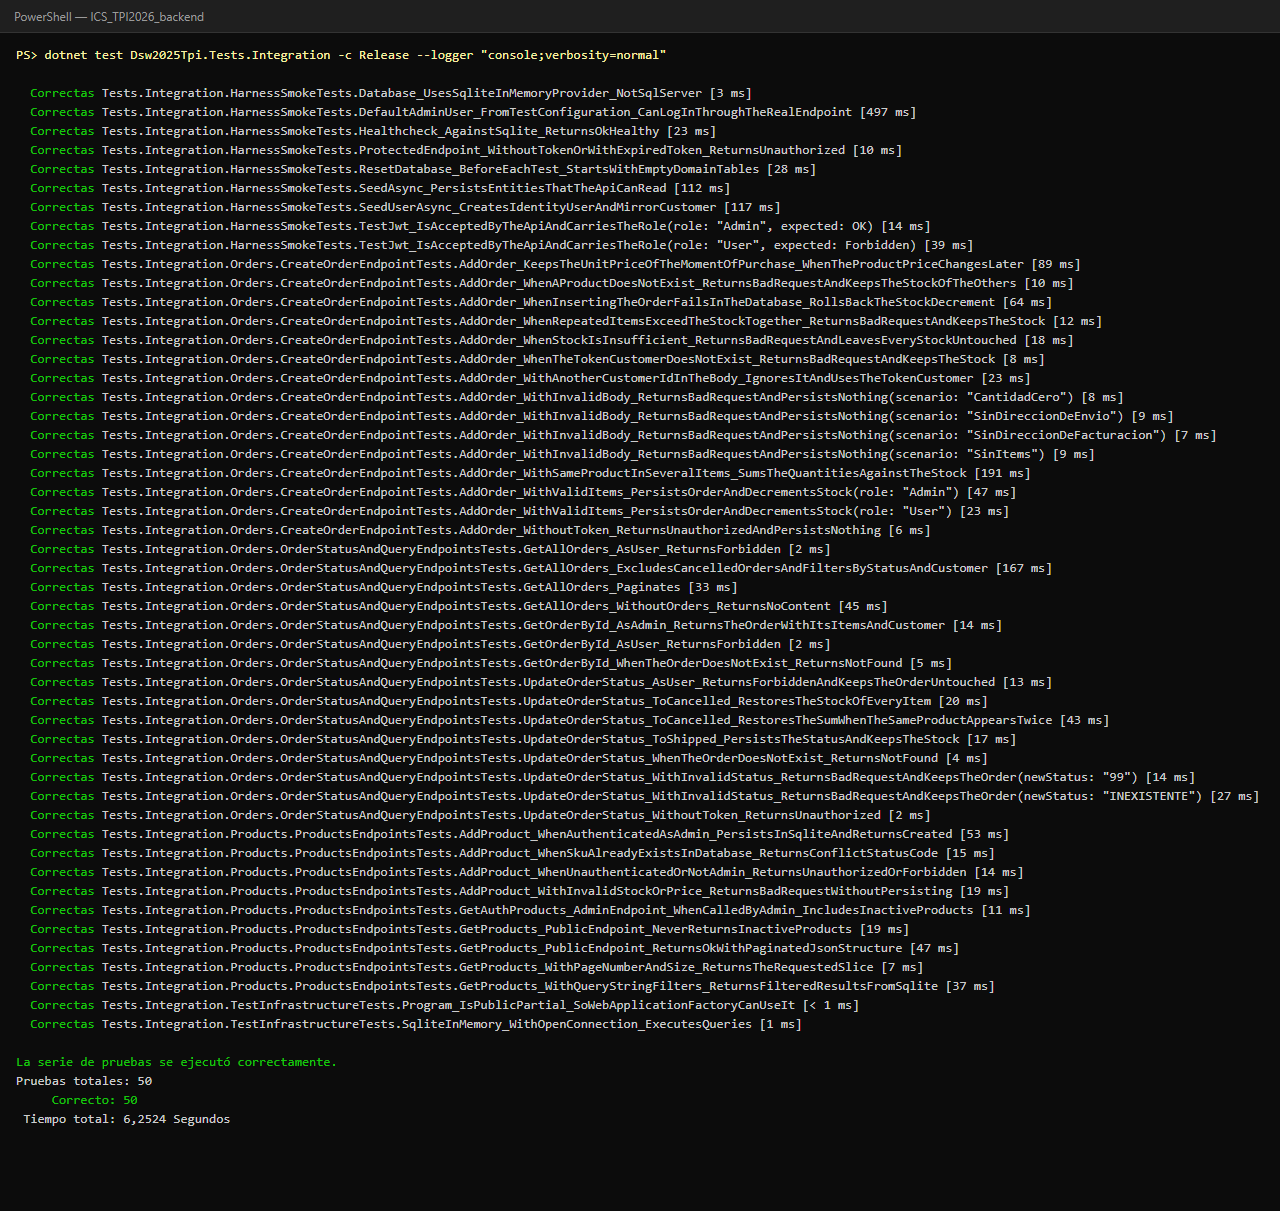 PowerShell — ICS_TPI2026_backend
PS> dotnet test Dsw2025Tpi.Tests.Integration -c Release --logger "console;verbosity=normal"
Correctas Tests.Integration.HarnessSmokeTests.Database_UsesSqliteInMemoryProvider_NotSqlServer [3 ms]
Correctas Tests.Integration.HarnessSmokeTests.DefaultAdminUser_FromTestConfiguration_CanLogInThroughTheRealEndpoint [497 ms]
Correctas Tests.Integration.HarnessSmokeTests.Healthcheck_AgainstSqlite_ReturnsOkHealthy [23 ms]
Correctas Tests.Integration.HarnessSmokeTests.ProtectedEndpoint_WithoutTokenOrWithExpiredToken_ReturnsUnauthorized [10 ms]
Correctas Tests.Integration.HarnessSmokeTests.ResetDatabase_BeforeEachTest_StartsWithEmptyDomainTables [28 ms]
Correctas Tests.Integration.HarnessSmokeTests.SeedAsync_PersistsEntitiesThatTheApiCanRead [112 ms]
Correctas Tests.Integration.HarnessSmokeTests.SeedUserAsync_CreatesIdentityUserAndMirrorCustomer [117 ms]
Correctas Tests.Integration.HarnessSmokeTests.TestJwt_IsAcceptedByTheApiAndCarriesTheRole(role: "Admin", expected: OK) [14 ms]
Correctas Tests.Integration.HarnessSmokeTests.TestJwt_IsAcceptedByTheApiAndCarriesTheRole(role: "User", expected: Forbidden) [39 ms]
Correctas Tests.Integration.Orders.CreateOrderEndpointTests.AddOrder_KeepsTheUnitPriceOfTheMomentOfPurchase_WhenTheProductPriceChangesLater [89 ms]
Correctas Tests.Integration.Orders.CreateOrderEndpointTests.AddOrder_WhenAProductDoesNotExist_ReturnsBadRequestAndKeepsTheStockOfTheOthers [10 ms]
Correctas Tests.Integration.Orders.CreateOrderEndpointTests.AddOrder_WhenInsertingTheOrderFailsInTheDatabase_RollsBackTheStockDecrement [64 ms]
Correctas Tests.Integration.Orders.CreateOrderEndpointTests.AddOrder_WhenRepeatedItemsExceedTheStockTogether_ReturnsBadRequestAndKeepsTheStock [12 ms]
Correctas Tests.Integration.Orders.CreateOrderEndpointTests.AddOrder_WhenStockIsInsufficient_ReturnsBadRequestAndLeavesEveryStockUntouched [18 ms]
Correctas Tests.Integration.Orders.CreateOrderEndpointTests.AddOrder_WhenTheTokenCustomerDoesNotExist_ReturnsBadRequestAndKeepsTheStock [8 ms]
Correctas Tests.Integration.Orders.CreateOrderEndpointTests.AddOrder_WithAnotherCustomerIdInTheBody_IgnoresItAndUsesTheTokenCustomer [23 ms]
Correctas Tests.Integration.Orders.CreateOrderEndpointTests.AddOrder_WithInvalidBody_ReturnsBadRequestAndPersistsNothing(scenario: "CantidadCero") [8 ms]
Correctas Tests.Integration.Orders.CreateOrderEndpointTests.AddOrder_WithInvalidBody_ReturnsBadRequestAndPersistsNothing(scenario: "SinDireccionDeEnvio") [9 ms]
Correctas Tests.Integration.Orders.CreateOrderEndpointTests.AddOrder_WithInvalidBody_ReturnsBadRequestAndPersistsNothing(scenario: "SinDireccionDeFacturacion") [7 ms]
Correctas Tests.Integration.Orders.CreateOrderEndpointTests.AddOrder_WithInvalidBody_ReturnsBadRequestAndPersistsNothing(scenario: "SinItems") [9 ms]
Correctas Tests.Integration.Orders.CreateOrderEndpointTests.AddOrder_WithSameProductInSeveralItems_SumsTheQuantitiesAgainstTheStock [191 ms]
Correctas Tests.Integration.Orders.CreateOrderEndpointTests.AddOrder_WithValidItems_PersistsOrderAndDecrementsStock(role: "Admin") [47 ms]
Correctas Tests.Integration.Orders.CreateOrderEndpointTests.AddOrder_WithValidItems_PersistsOrderAndDecrementsStock(role: "User") [23 ms]
Correctas Tests.Integration.Orders.CreateOrderEndpointTests.AddOrder_WithoutToken_ReturnsUnauthorizedAndPersistsNothing [6 ms]
Correctas Tests.Integration.Orders.OrderStatusAndQueryEndpointsTests.GetAllOrders_AsUser_ReturnsForbidden [2 ms]
Correctas Tests.Integration.Orders.OrderStatusAndQueryEndpointsTests.GetAllOrders_ExcludesCancelledOrdersAndFiltersByStatusAndCustomer [167 ms]
Correctas Tests.Integration.Orders.OrderStatusAndQueryEndpointsTests.GetAllOrders_Paginates [33 ms]
Correctas Tests.Integration.Orders.OrderStatusAndQueryEndpointsTests.GetAllOrders_WithoutOrders_ReturnsNoContent [45 ms]
Correctas Tests.Integration.Orders.OrderStatusAndQueryEndpointsTests.GetOrderById_AsAdmin_ReturnsTheOrderWithItsItemsAndCustomer [14 ms]
Correctas Tests.Integration.Orders.OrderStatusAndQueryEndpointsTests.GetOrderById_AsUser_ReturnsForbidden [2 ms]
Correctas Tests.Integration.Orders.OrderStatusAndQueryEndpointsTests.GetOrderById_WhenTheOrderDoesNotExist_ReturnsNotFound [5 ms]
Correctas Tests.Integration.Orders.OrderStatusAndQueryEndpointsTests.UpdateOrderStatus_AsUser_ReturnsForbiddenAndKeepsTheOrderUntouched [13 ms]
Correctas Tests.Integration.Orders.OrderStatusAndQueryEndpointsTests.UpdateOrderStatus_ToCancelled_RestoresTheStockOfEveryItem [20 ms]
Correctas Tests.Integration.Orders.OrderStatusAndQueryEndpointsTests.UpdateOrderStatus_ToCancelled_RestoresTheSumWhenTheSameProductAppearsTwice [43 ms]
Correctas Tests.Integration.Orders.OrderStatusAndQueryEndpointsTests.UpdateOrderStatus_ToShipped_PersistsTheStatusAndKeepsTheStock [17 ms]
Correctas Tests.Integration.Orders.OrderStatusAndQueryEndpointsTests.UpdateOrderStatus_WhenTheOrderDoesNotExist_ReturnsNotFound [4 ms]
Correctas Tests.Integration.Orders.OrderStatusAndQueryEndpointsTests.UpdateOrderStatus_WithInvalidStatus_ReturnsBadRequestAndKeepsTheOrder(newStatus: "99") [14 ms]
Correctas Tests.Integration.Orders.OrderStatusAndQueryEndpointsTests.UpdateOrderStatus_WithInvalidStatus_ReturnsBadRequestAndKeepsTheOrder(newStatus: "INEXISTENTE") [27 ms]
Correctas Tests.Integration.Orders.OrderStatusAndQueryEndpointsTests.UpdateOrderStatus_WithoutToken_ReturnsUnauthorized [2 ms]
Correctas Tests.Integration.Products.ProductsEndpointsTests.AddProduct_WhenAuthenticatedAsAdmin_PersistsInSqliteAndReturnsCreated [53 ms]
Correctas Tests.Integration.Products.ProductsEndpointsTests.AddProduct_WhenSkuAlreadyExistsInDatabase_ReturnsConflictStatusCode [15 ms]
Correctas Tests.Integration.Products.ProductsEndpointsTests.AddProduct_WhenUnauthenticatedOrNotAdmin_ReturnsUnauthorizedOrForbidden [14 ms]
Correctas Tests.Integration.Products.ProductsEndpointsTests.AddProduct_WithInvalidStockOrPrice_ReturnsBadRequestWithoutPersisting [19 ms]
Correctas Tests.Integration.Products.ProductsEndpointsTests.GetAuthProducts_AdminEndpoint_WhenCalledByAdmin_IncludesInactiveProducts [11 ms]
Correctas Tests.Integration.Products.ProductsEndpointsTests.GetProducts_PublicEndpoint_NeverReturnsInactiveProducts [19 ms]
Correctas Tests.Integration.Products.ProductsEndpointsTests.GetProducts_PublicEndpoint_ReturnsOkWithPaginatedJsonStructure [47 ms]
Correctas Tests.Integration.Products.ProductsEndpointsTests.GetProducts_WithPageNumberAndSize_ReturnsTheRequestedSlice [7 ms]
Correctas Tests.Integration.Products.ProductsEndpointsTests.GetProducts_WithQueryStringFilters_ReturnsFilteredResultsFromSqlite [37 ms]
Correctas Tests.Integration.TestInfrastructureTests.Program_IsPublicPartial_SoWebApplicationFactoryCanUseIt [< 1 ms]
Correctas Tests.Integration.TestInfrastructureTests.SqliteInMemory_WithOpenConnection_ExecutesQueries [1 ms]
La serie de pruebas se ejecutó correctamente.
Pruebas totales: 50
Correcto: 50
Tiempo total: 6,2524 Segundos